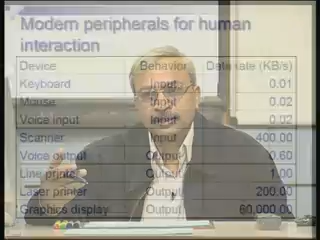 Modern peripherals for human
interaction
Device Behavior Data rate (KB/s)
Keyboard Input 0.01
Mouse Input 0.02
Voice input Input 0.02
Scanner Input 400.00
Voice output Output 0.60
Line printer Output 1.00
Laser printer Output 200.00
Graphics display Output 60,000.00